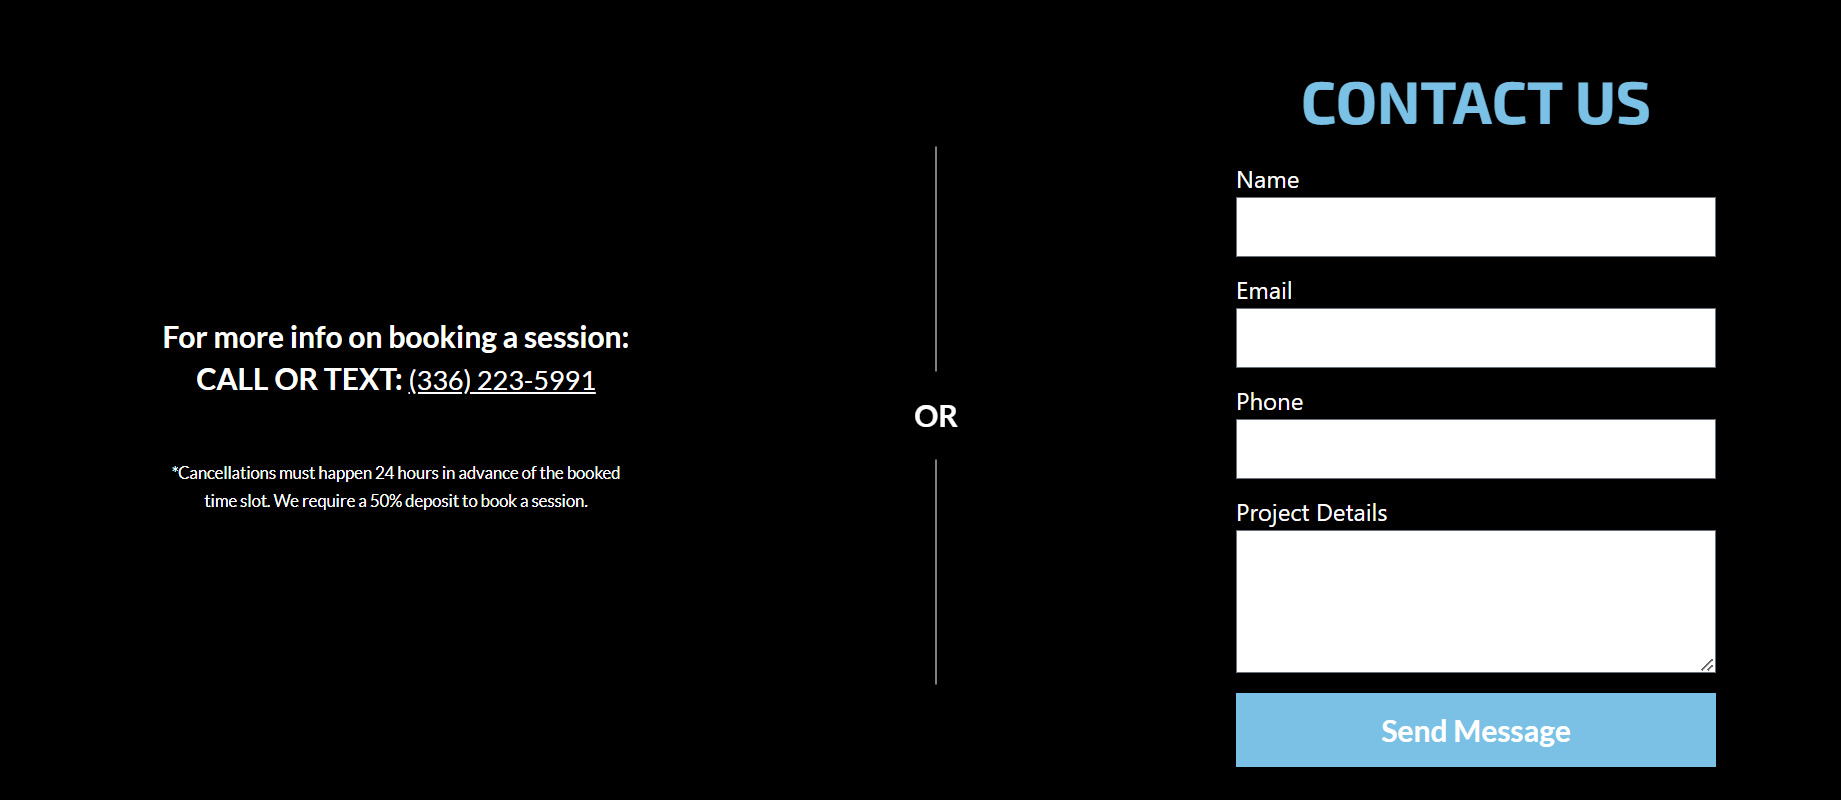 For more info on booking a session:
CALL OR TEXT: (336) 223-5991
*Cancellations must happen 24 hours in advance of the booked
time slot. We require a 50% deposit to book a session.
OR
CONTACT US
Name
Email
Phone
Project Details
Send Message